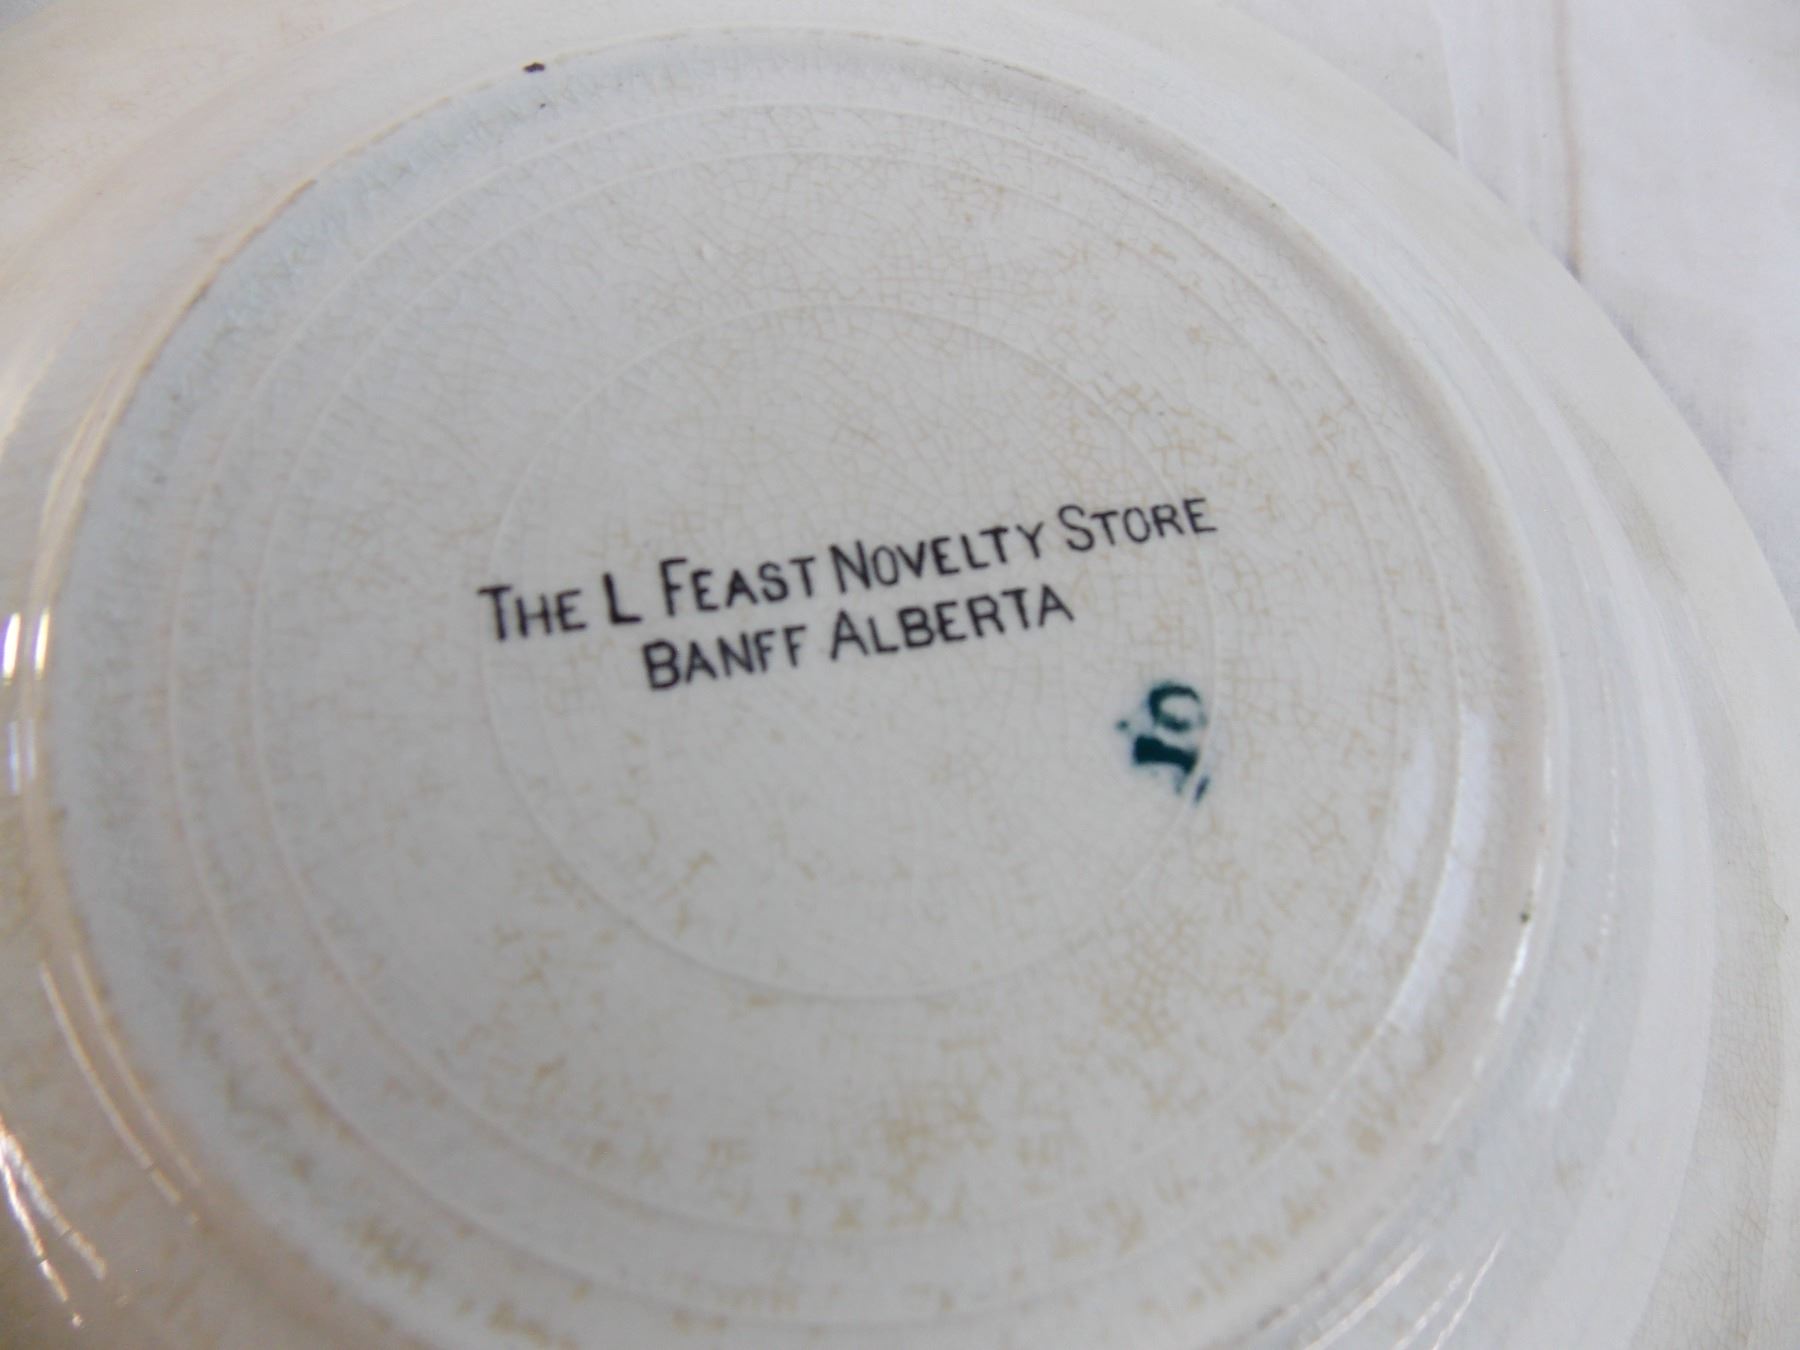 THE L FEAST NOVELTY STORE
BANFF ALBERTA